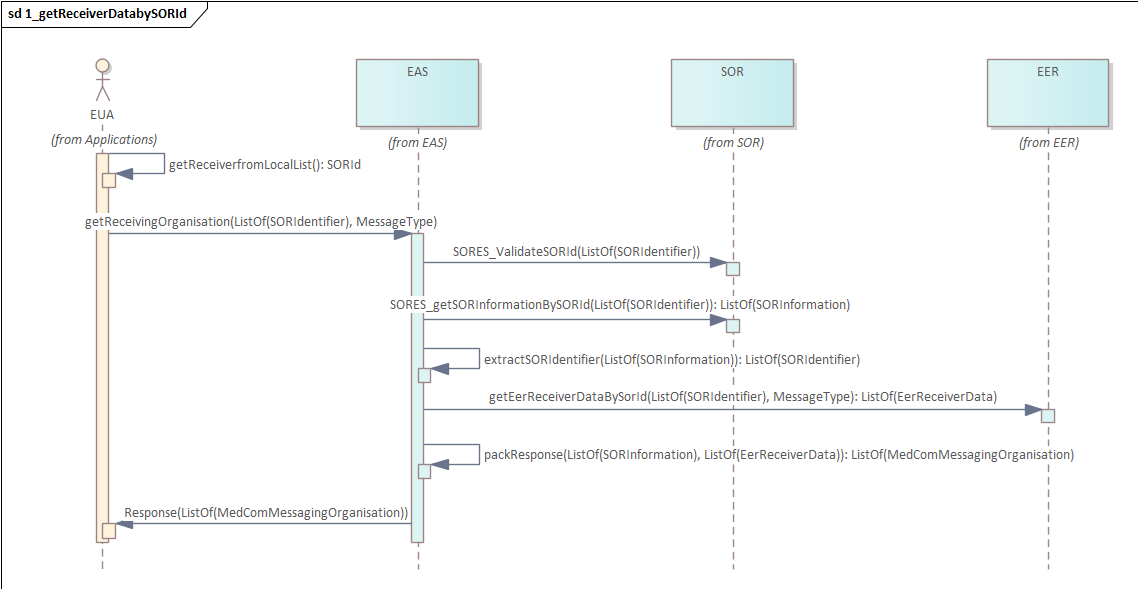 sd 1_getReceiverDatabySORId
EUA
(from Applications)
EAS
(from EAS)
SOR
(from SOR)
EER
(from EER)
getReceiverfromLocalList(): SORId
getReceivingOrganisation(ListOf(SORIdentifier), MessageType)
SORES_ValidateSORId(ListOf(SORIdentifier))
SORES_getSORInformationBySORId(ListOf(SORIdentifier)): ListOf(SORInformation)
extractSORIdentifier(ListOf(SORInformation)): ListOf(SORIdentifier)
getEerReceiverDataBySorId(ListOf(SORIdentifier), MessageType): ListOf(EerReceiverData)
packResponse(ListOf(SORInformation), ListOf(EerReceiverData)): ListOf(MedComMessagingOrganisation)
Response(ListOf(MedComMessagingOrganisation))